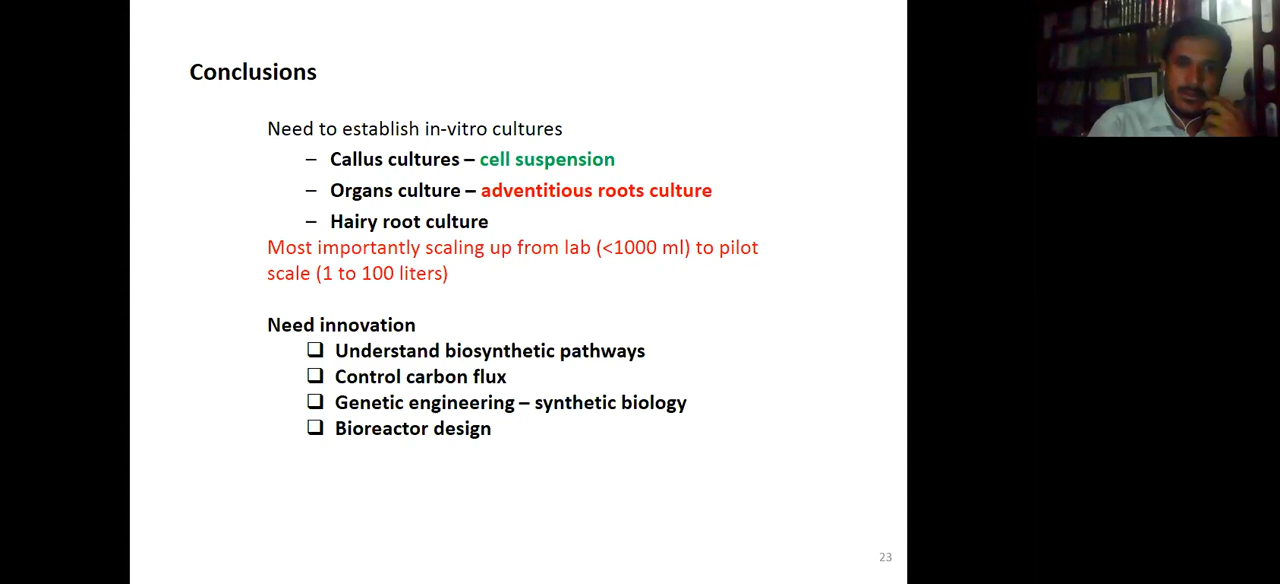 Conclusions
Need to establish in-vitro cultures
– Callus cultures – cell suspension
– Organs culture – adventitious roots culture
– Hairy root culture
Most importantly scaling up from lab (<1000 ml) to pilot
scale (1 to 100 liters)
Need innovation
❑ Understand biosynthetic pathways
❑ Control carbon flux
❑ Genetic engineering – synthetic biology
❑ Bioreactor design
23